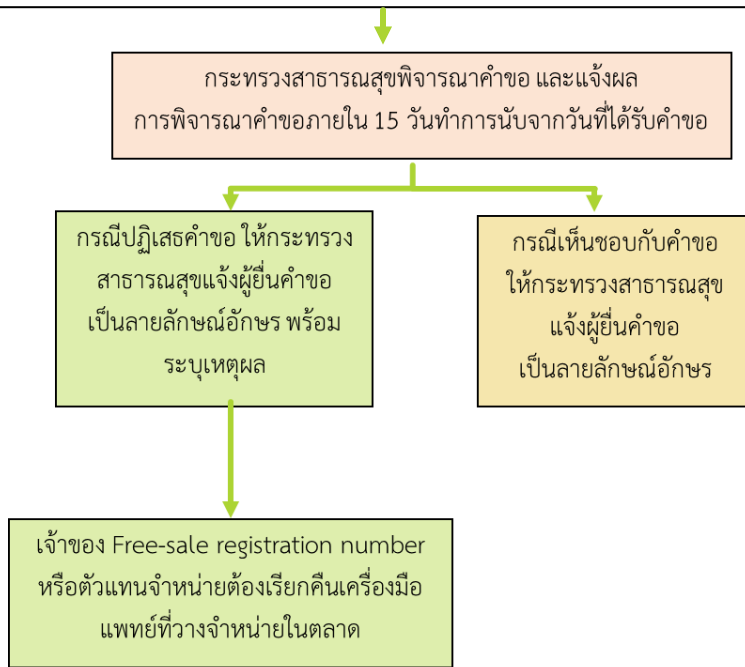 กระทรวงสาธารณสุขพิจารณาคำขอ และแจ้งผล
การพิจารณาคำขอภายใน 15 วันทำการนับจากวันที่ได้รับคำขอ
กรณีปฏิเสธคำขอ ให้กระทรวง
สาธารณสุขแจ้งผู้ยื่นคำขอ
เป็นลายลักษณ์อักษร พร้อม
ระบุเหตุผล
กรณีเห็นชอบกับคำขอ
ให้กระทรวงสาธารณสุข
แจ้งผู้ยื่นคำขอ
เป็นลายลักษณ์อักษร
เจ้าของ Free-sale registration number
หรือตัวแทนจำหน่ายต้องเรียกคืนเครื่องมือ
แพทย์ที่วางจำหน่ายในตลาด